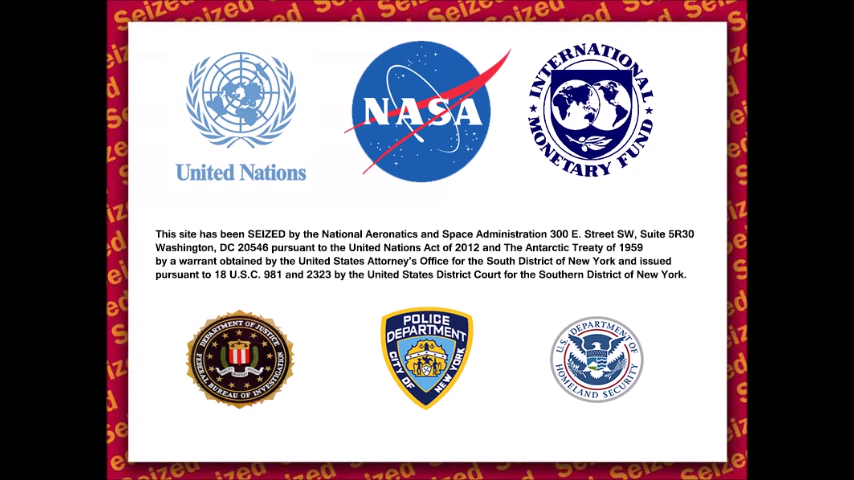 United Nations
NASA
INTERNATIONAL
MONETARY FUND
This site has been SEIZED by the National Aeronatics and Space Administration 300 E. Street SW, Suite 5R30
Washington, DC 20546 pursuant to the United Nations Act of 2012 and The Antarctic Treaty of 1959
by a warrant obtained by the United States Attorney's Office for the South District of New York and issued
pursuant to 18 U.S.C. 981 and 2323 by the United States District Court for the Southern District of New York.
DEPARTMENT OF JUSTICE
FEDERAL BUREAU OF INVESTIGATION
POLICE
DEPARTMENT
CITY OF
NEW YORK
U.S. DEPARTMENT OF
HOMELAND SECURITY
Seized